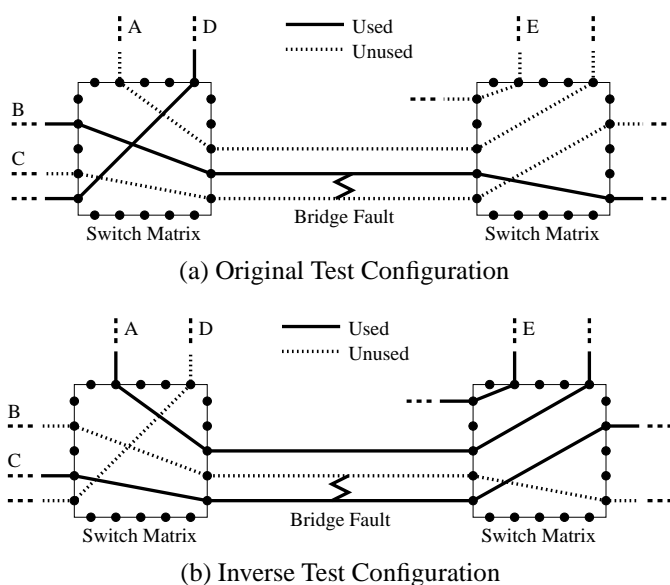 A D Used E
Unused
B
C
Bridge Fault
Switch Matrix Switch Matrix
(a) Original Test Configuration
A D Used E
Unused
B
C
Bridge Fault
Switch Matrix Switch Matrix
(b) Inverse Test Configuration